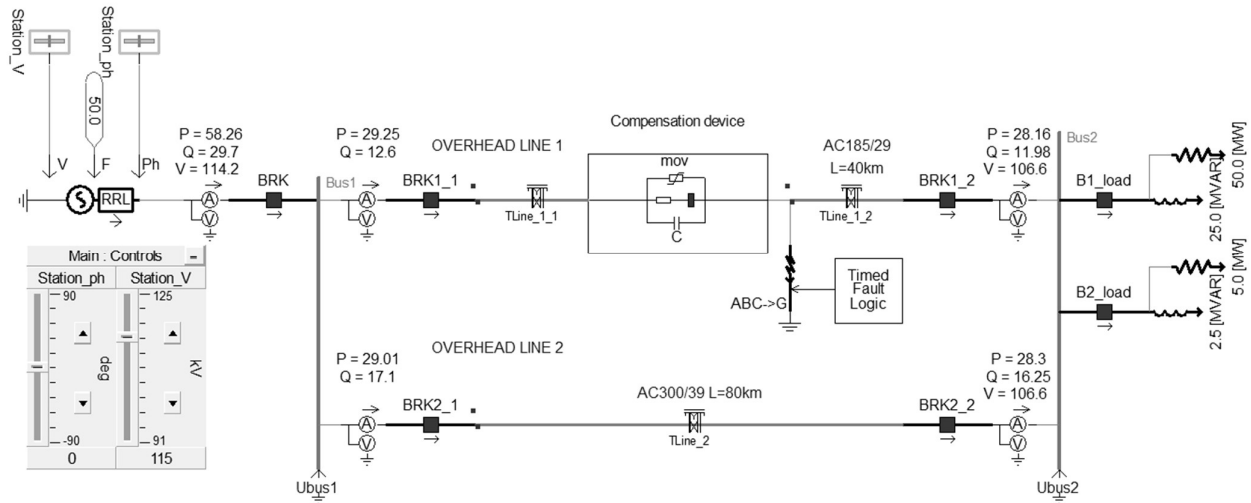 Station_V
Station_ph
50.0
V
F
Ph
RRL
P = 58.26
Q = 29.7
V = 114.2
A
V
BRK
Bus1
P = 29.25
Q = 12.6
A
V
OVERHEAD LINE 1
BRK1_1
TLine_1_1
Compensation device
mov
C
AC185/29
L=40km
TLine_1_2
BRK1_2
P = 28.16
Q = 11.98
V = 106.6
A
V
Bus2
B1_load
50.0 [MW]
25.0 [MVAR]
B2_load
5.0 [MW]
2.5 [MVAR]
ABC->G
Timed
Fault
Logic
Main : Controls
Station_ph
Station_V
90
125
deg
kV
-90
91
0
115
OVERHEAD LINE 2
P = 29.01
Q = 17.1
A
V
BRK2_1
AC300/39 L=80km
TLine_2
BRK2_2
P = 28.3
Q = 16.25
V = 106.6
A
V
Ubus1
Ubus2